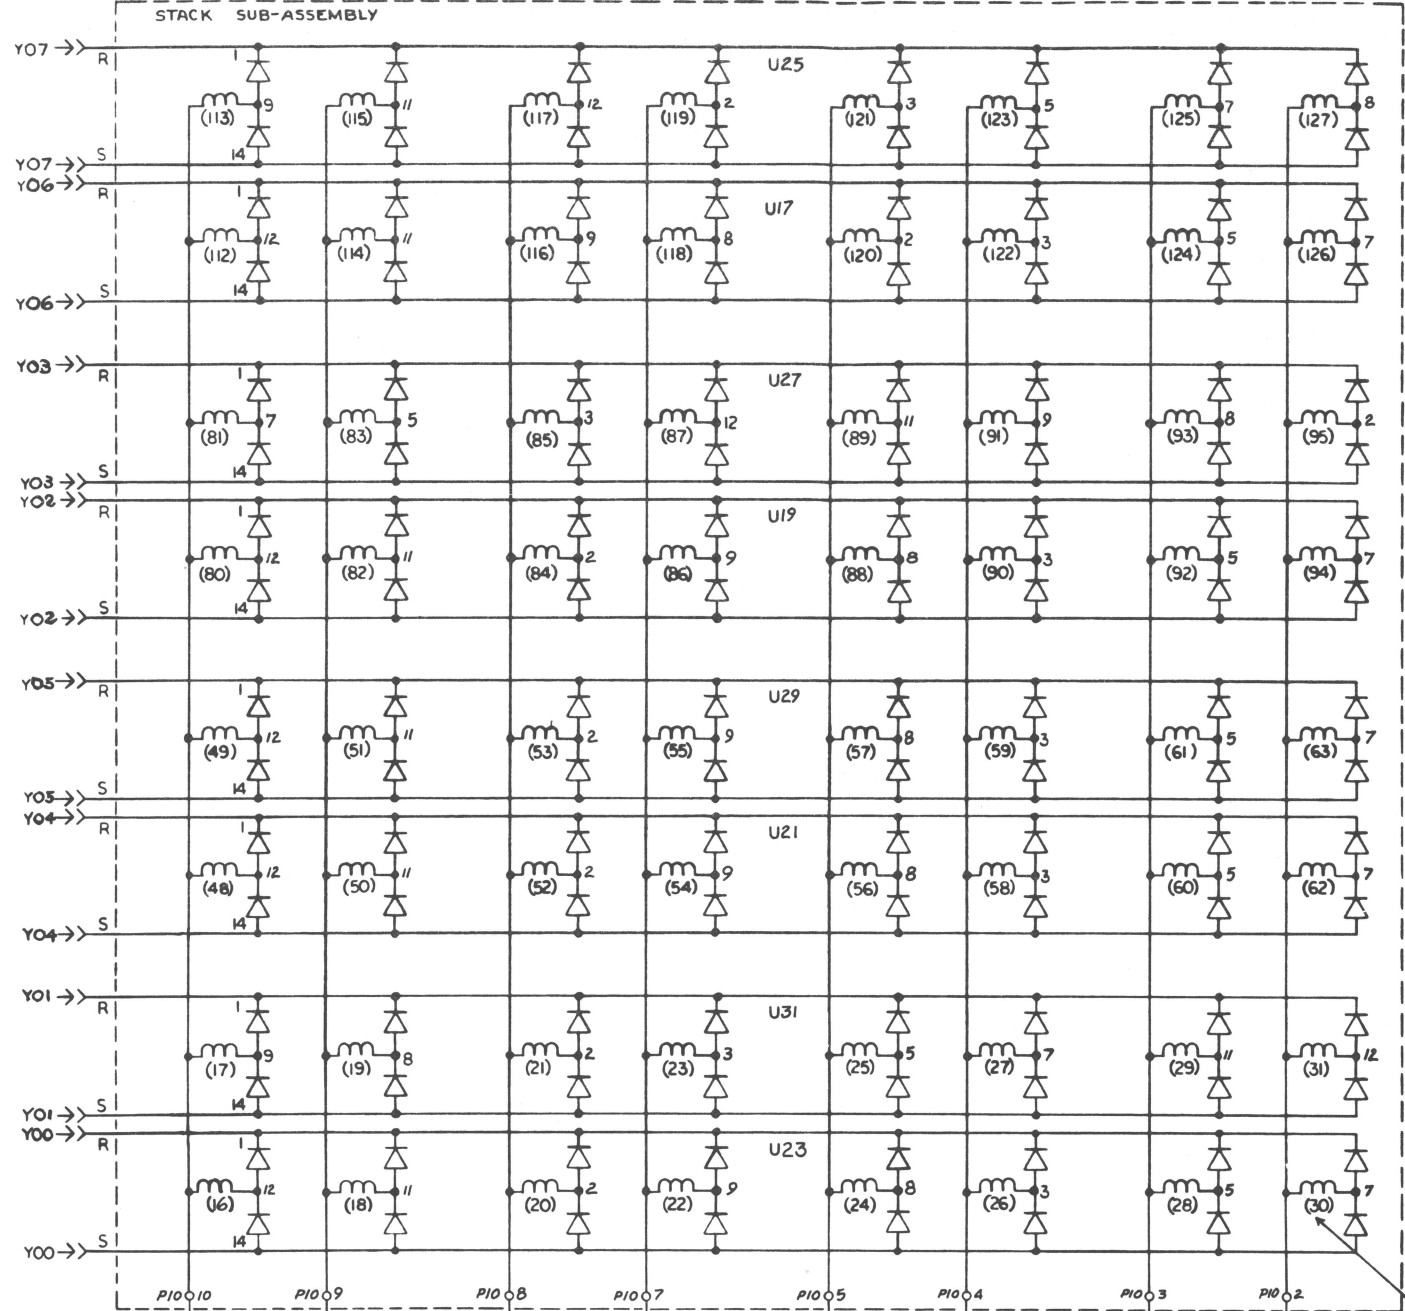 STACK SUB-ASSEMBLY
Y07 R 1 U25
9 11 12 2 3 5 7 8
(113) (115) (117) (119) (121) (123) (125) (127)
Y07 S 14
Y06 R 1 U17
12 11 9 8 2 3 5 7
(112) (114) (116) (118) (120) (122) (124) (126)
Y06 S 14
Y03 R 1 U27
7 5 3 12 11 9 8 2
(81) (83) (85) (87) (89) (91) (93) (95)
Y03 S 14
Y02 R 1 U19
12 11 2 9 8 3 5 7
(80) (82) (84) (86) (88) (90) (92) (94)
Y02 S 14
Y05 R 1 U29
12 11 2 9 8 3 5 7
(49) (51) (53) (55) (57) (59) (61) (63)
Y05 S 14
Y04 R 1 U21
12 11 2 9 8 3 5 7
(48) (50) (52) (54) (56) (58) (60) (62)
Y04 S 14
Y01 R 1 U31
9 8 2 3 5 7 11 12
(17) (19) (21) (23) (25) (27) (29) (31)
Y01 S 14
Y00 R 1 U23
12 11 2 9 8 3 5 7
(16) (18) (20) (22) (24) (26) (28) (30)
Y00 S 14
P10 10 P10 9 P10 8 P10 7 P10 5 P10 4 P10 3 P10 2